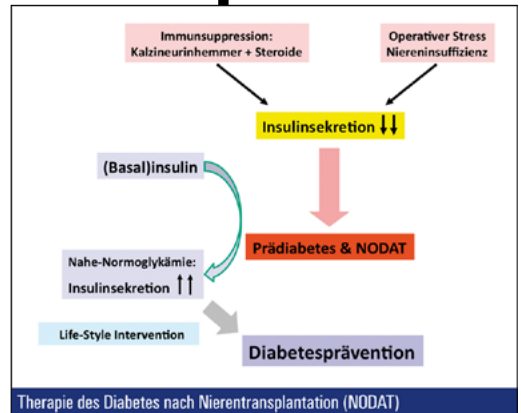 Immunsuppression:
Kalzineurinhemmer + Steroide
Operativer Stress
Niereninsuffizienz
Insulinsekretion ↓↓
(Basal)insulin
Prädiabetes & NODAT
Nahe-Normoglykämie:
Insulinsekretion ↑↑
Life-Style Intervention
Diabetesprävention
Therapie des Diabetes nach Nierentransplantation (NODAT)